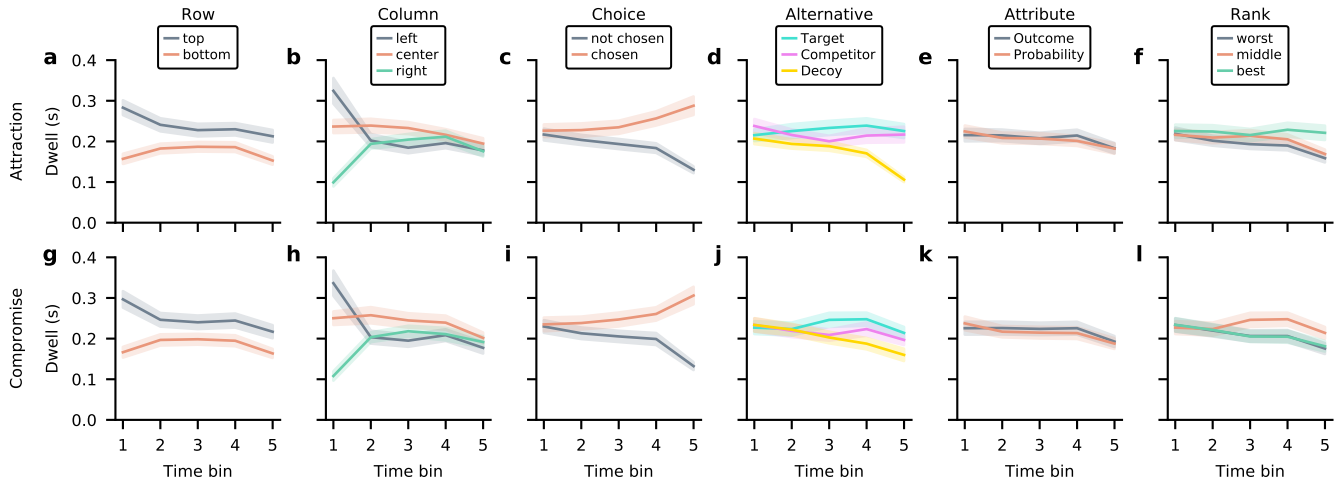 Row
Column
Choice
Alternative
Attribute
Rank
a
top
bottom
b
left
center
right
c
not chosen
chosen
d
Target
Competitor
Decoy
e
Outcome
Probability
f
worst
middle
best
Attraction
Dwell (s)
0.4
0.3
0.2
0.1
0.0
g
h
i
j
k
l
Compromise
Dwell (s)
0.4
0.3
0.2
0.1
0.0
1 2 3 4 5
1 2 3 4 5
1 2 3 4 5
1 2 3 4 5
1 2 3 4 5
1 2 3 4 5
Time bin
Time bin
Time bin
Time bin
Time bin
Time bin